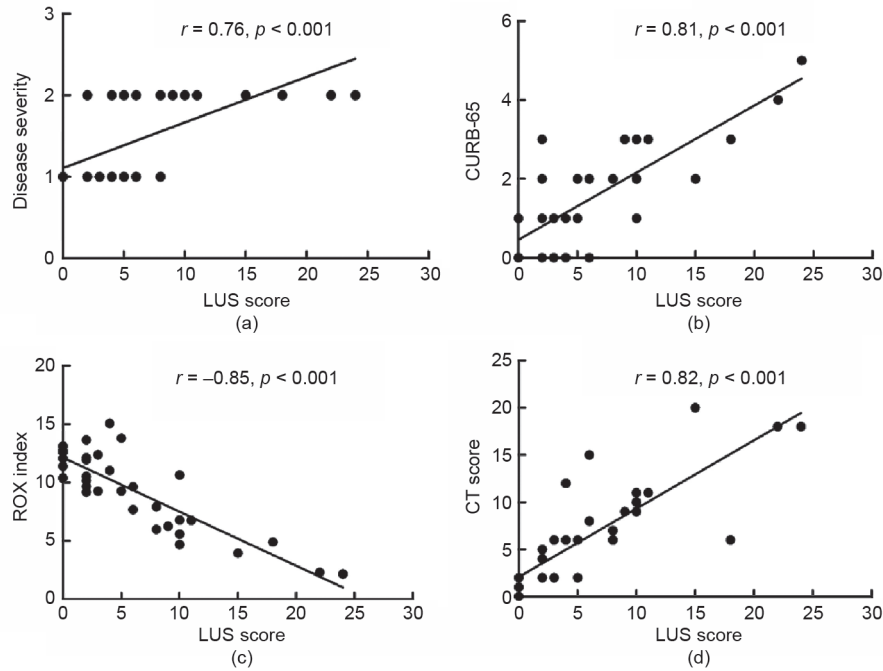 r = 0.76, p < 0.001
3
2
1
0
Disease severity
0 5 10 15 20 25 30
LUS score
(a)
r = 0.81, p < 0.001
6
4
2
0
CURB-65
0 5 10 15 20 25 30
LUS score
(b)
r = –0.85, p < 0.001
20
15
10
5
0
ROX index
0 5 10 15 20 25 30
LUS score
(c)
r = 0.82, p < 0.001
25
20
15
10
5
0
CT score
0 5 10 15 20 25 30
LUS score
(d)